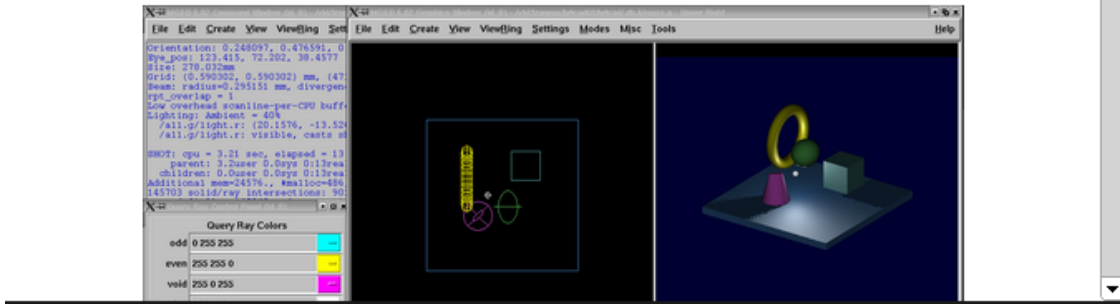 File Edit Create View ViewRing Sett
Orientation: 0.248097, 0.476591, 0
Eye_pos: 123.415, 72.202, 38.4577
Size: 278.032mm
Grid: (0.590302, 0.590302) mm, (47
Beam: radius=0.295151 mm, divergen
rpt_overlap = 1
Low overhead scanline-per-CPU buff
Lighting: Ambient = 40%
/all.g/light.r: (20.1576, -13.526
/all.g/light.r: visible, casts sh
SHOT: cpu = 3.21 sec, elapsed = 13
parent: 3.2user 0.0sys 0:13rea
children: 0.0user 0.0sys 0:13rea
Additional mem=24576., #malloc=486
145703 solid/ray intersections: 90
Query Ray Colors
odd 0 255 255
even 255 255 0
void 255 0 255
File Edit Create View ViewRing Settings Modes Misc Tools Help